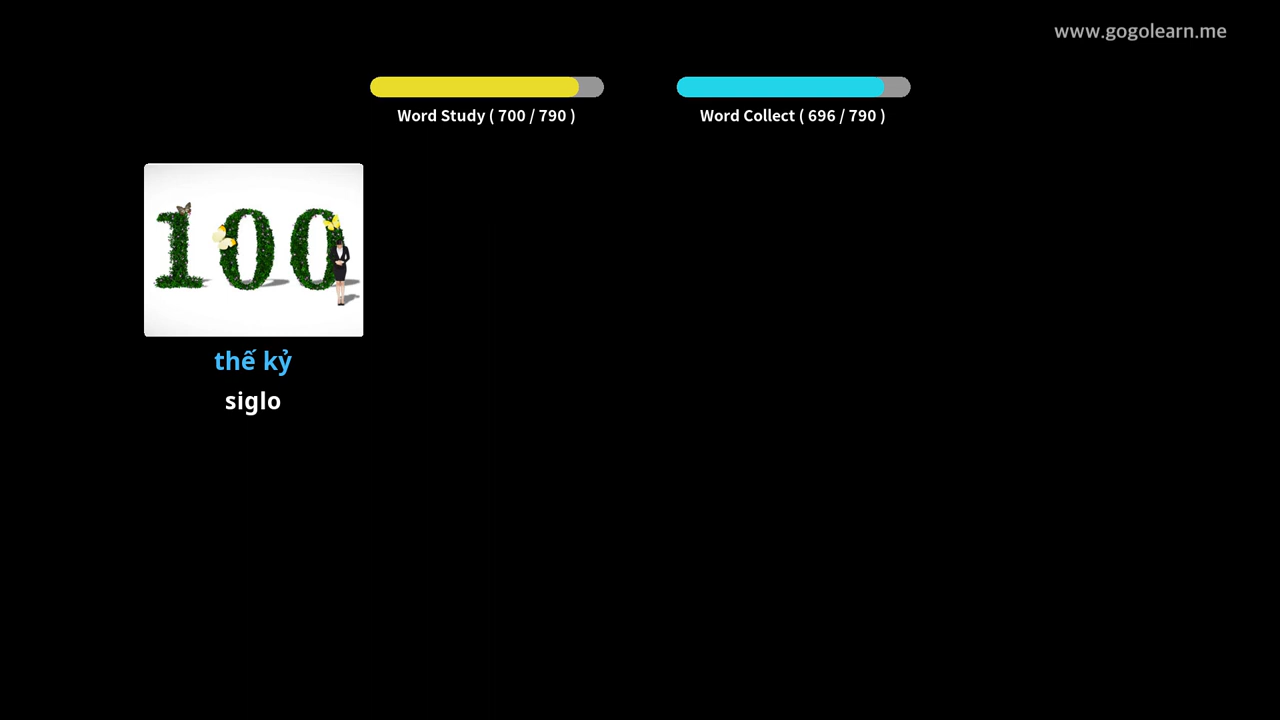 www.gogolearn.me
Word Study ( 700 / 790 )
Word Collect ( 696 / 790 )
100
thế kỷ
siglo